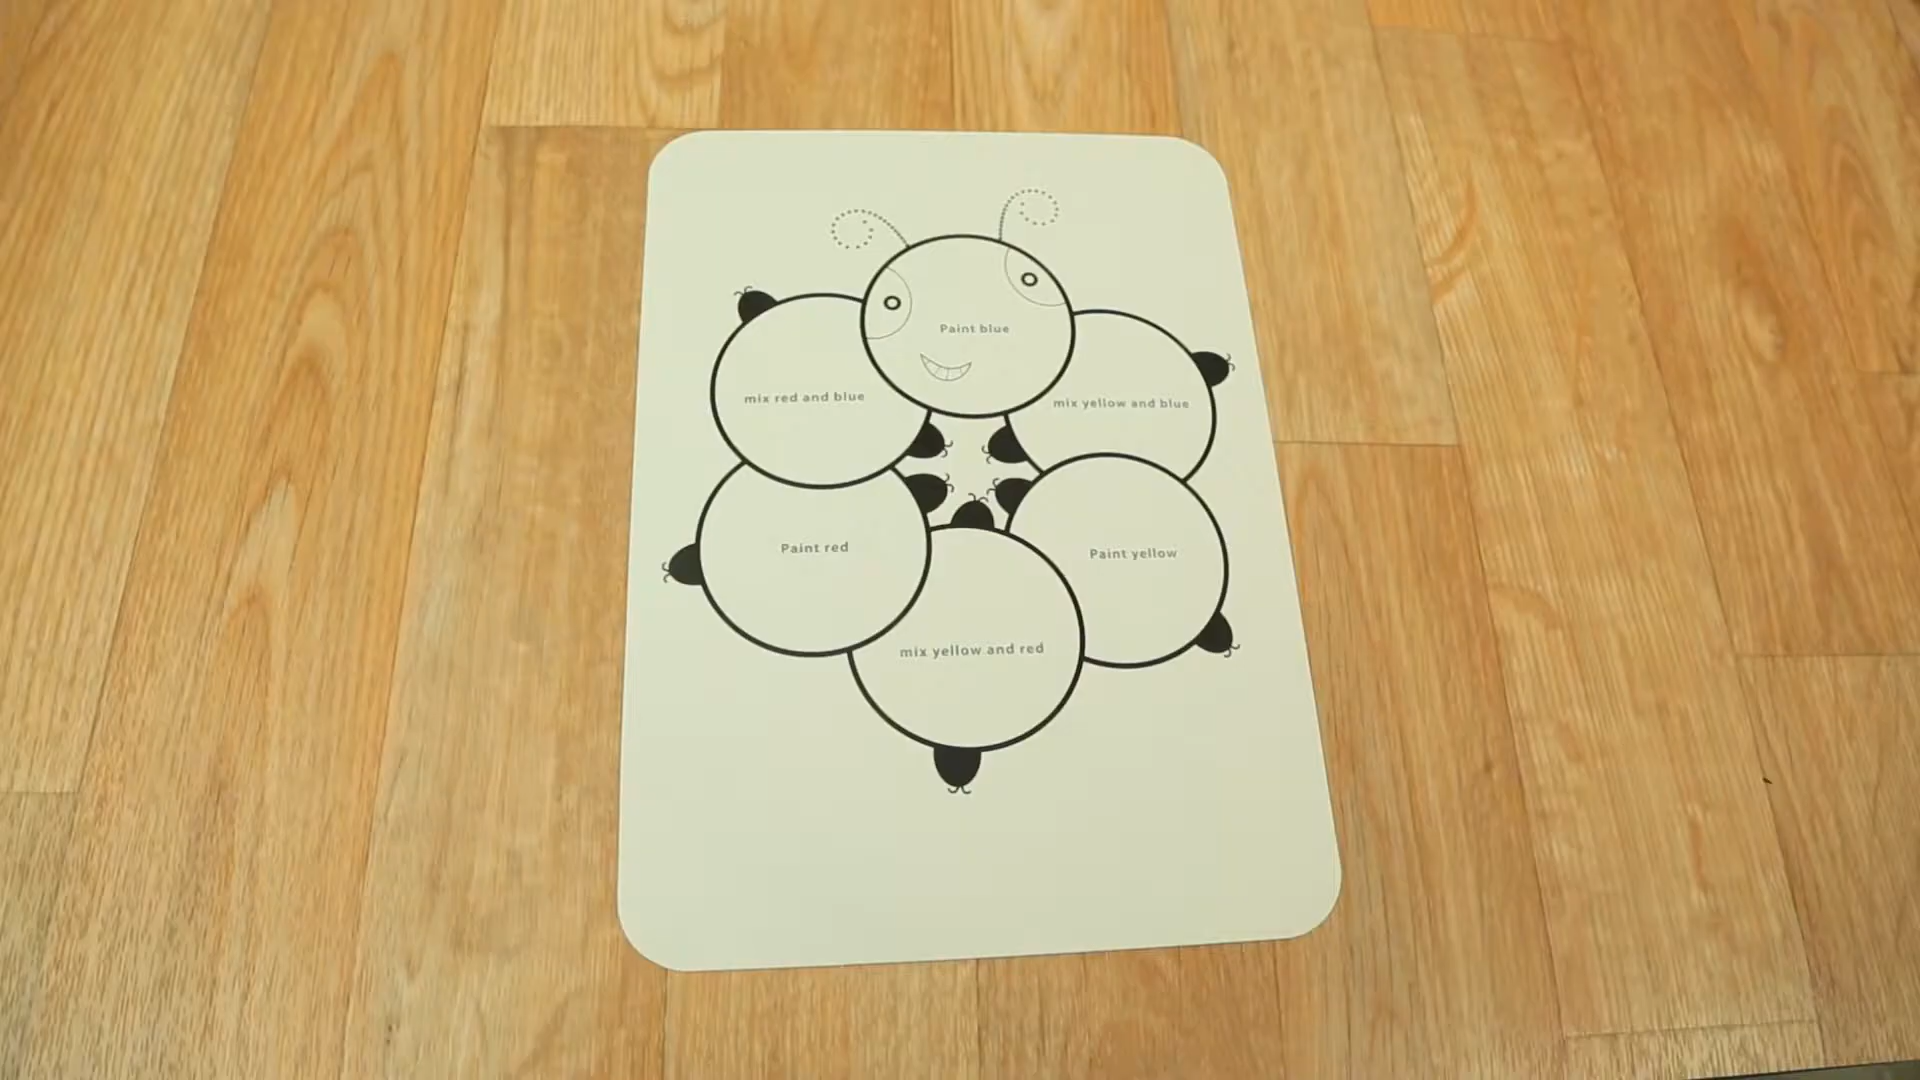 Paint blue
mix red and blue
mix yellow and blue
Paint red
Paint yellow
mix yellow and red